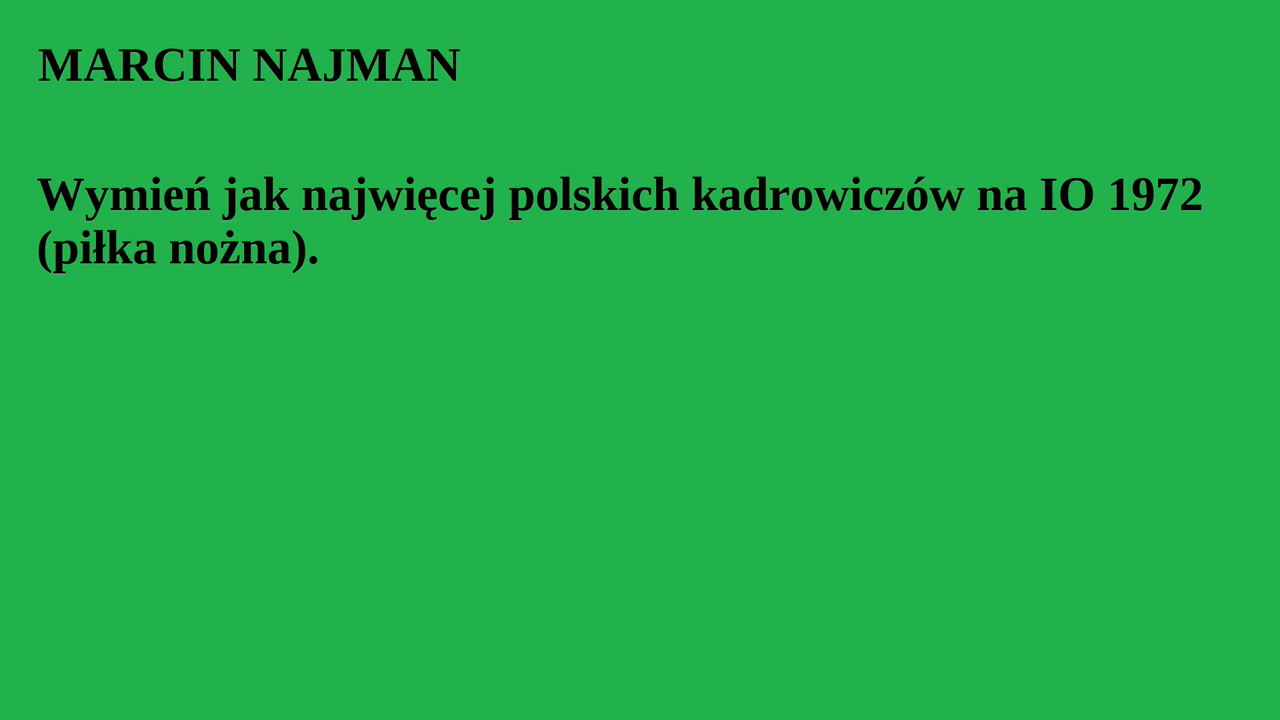 MARCIN NAJMAN
Wymień jak najwięcej polskich kadrowiczów na IO 1972
(piłka nożna).